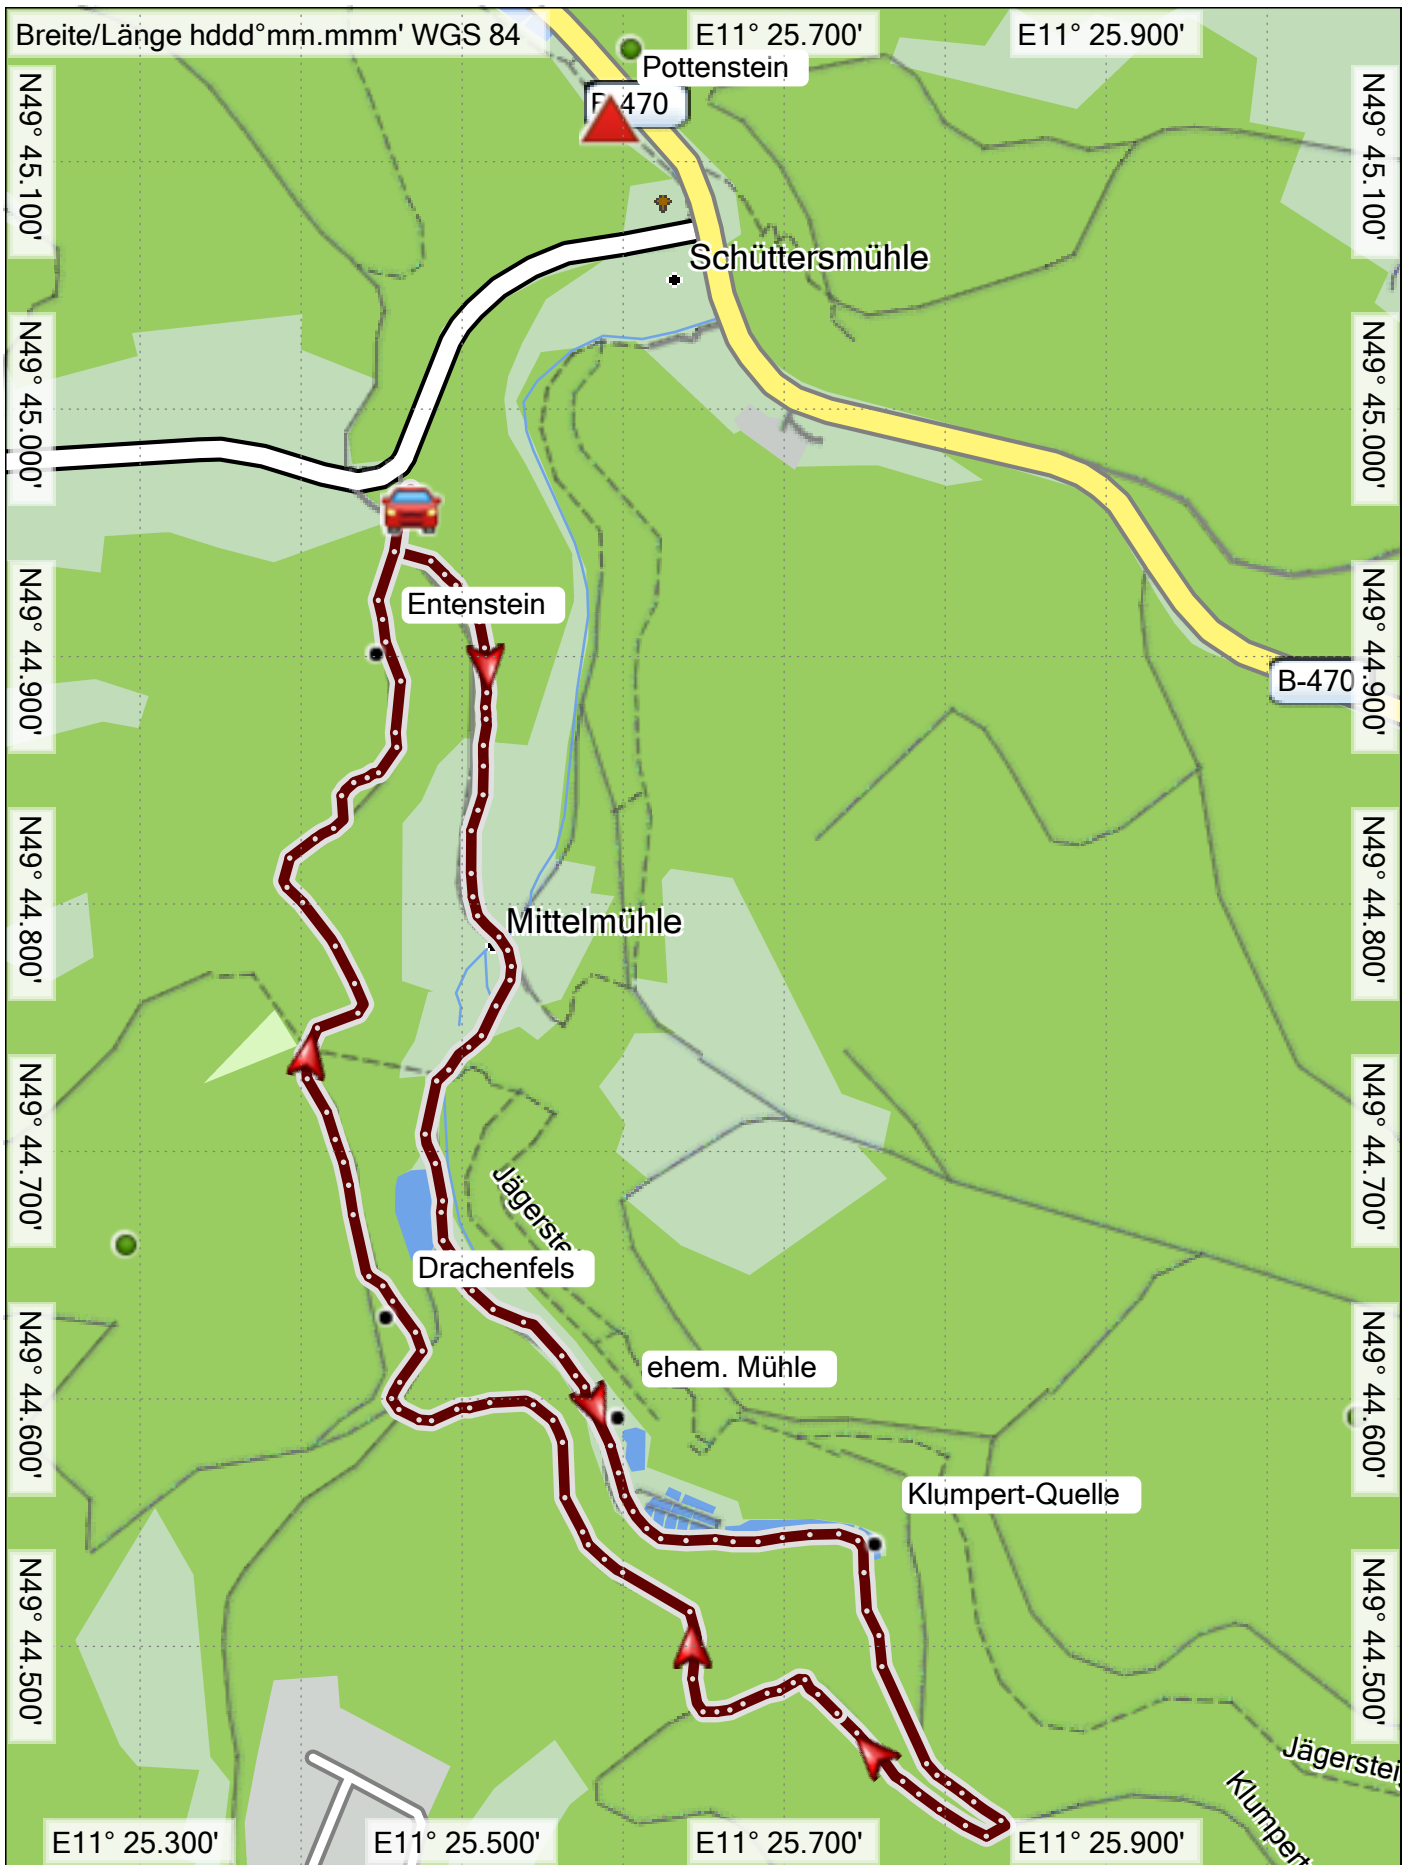 Breite/Länge hddd°mm.mmm' WGS 84
E11° 25.700'
E11° 25.900'
Pottenstein
N49° 45.100'
N49° 45.100'
Schüttersmühle
N49° 45.000'
N49° 45.000'
Entenstein
N49° 44.900'
B-470
N49° 44.900'
N49° 44.800'
Mittelmühle
N49° 44.800'
N49° 44.700'
Jägerstei
N49° 44.700'
Drachenfels
N49° 44.600'
ehem. Mühle
N49° 44.600'
Klumpert-Quelle
N49° 44.500'
N49° 44.500'
Jägerstei
Klumpert
E11° 25.300'
E11° 25.500'
E11° 25.700'
E11° 25.900'